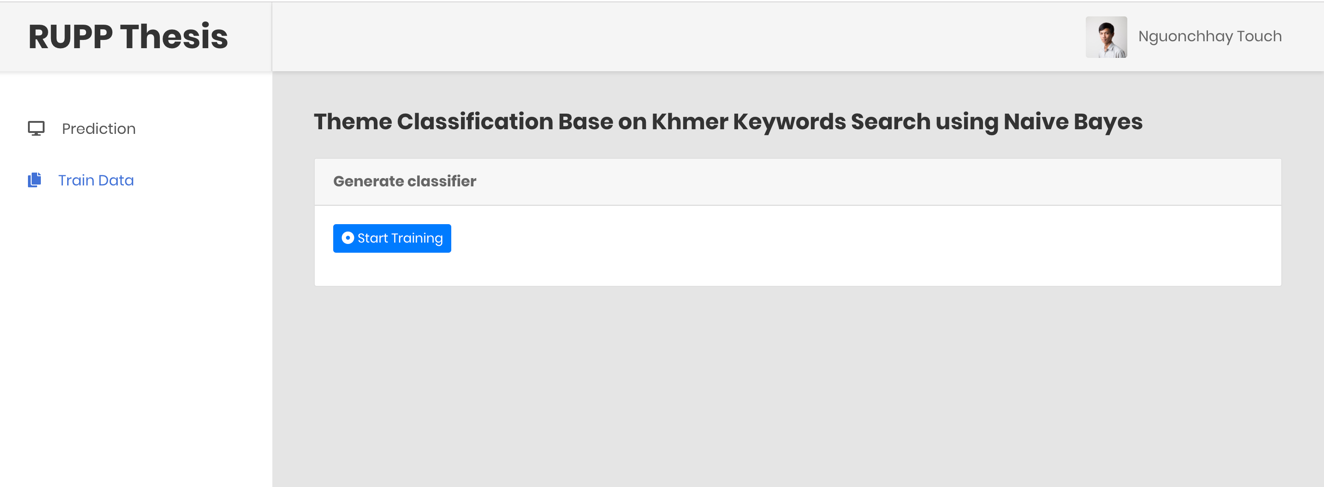 RUPP Thesis
Nguonchhay Touch
Prediction
Train Data
Theme Classification Base on Khmer Keywords Search using Naive Bayes
Generate classifier
Start Training